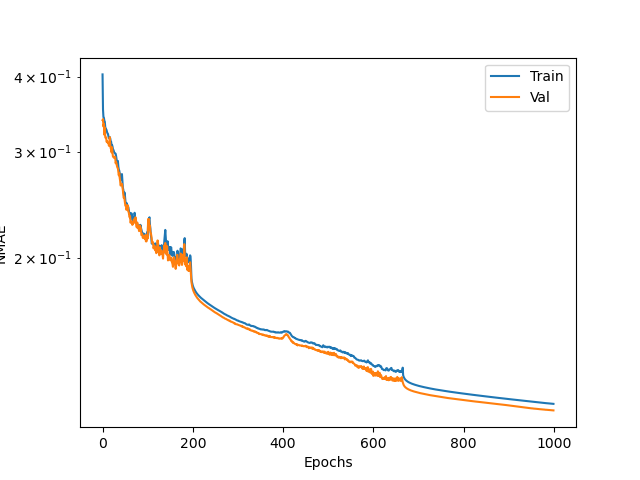 Train
Val
4 × 10⁻¹
3 × 10⁻¹
2 × 10⁻¹
NMAE
0 200 400 600 800 1000
Epochs